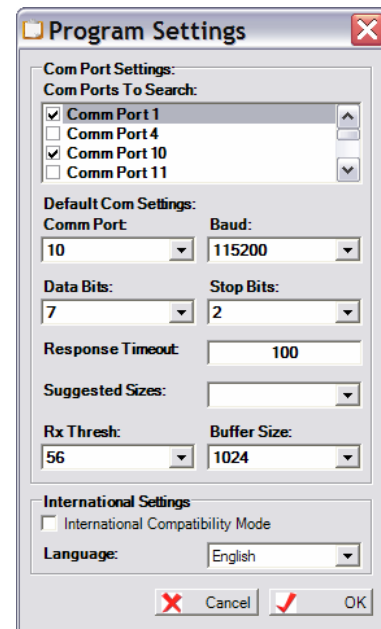 Program Settings
Com Port Settings:
Com Ports To Search:
Comm Port 1
Comm Port 4
Comm Port 10
Comm Port 11
Default Com Settings:
Comm Port: Baud:
10 115200
Data Bits: Stop Bits:
7 2
Response Timeout: 100
Suggested Sizes:
Rx Thresh: Buffer Size:
56 1024
International Settings
International Compatibility Mode
Language: English
Cancel OK